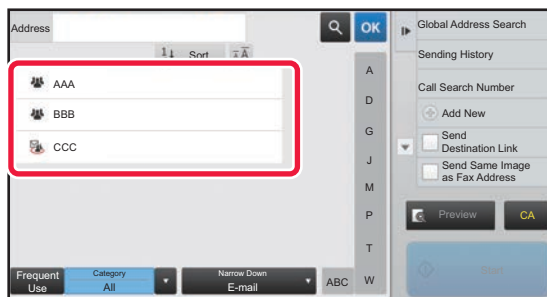 Address
OK
Sort
AAA
BBB
CCC
A
D
G
J
M
P
T
W
Frequent
Use
Category
All
Narrow Down
E-mail
ABC
Global Address Search
Sending History
Call Search Number
Add New
Send
Destination Link
Send Same Image
as Fax Address
Preview
CA
Start